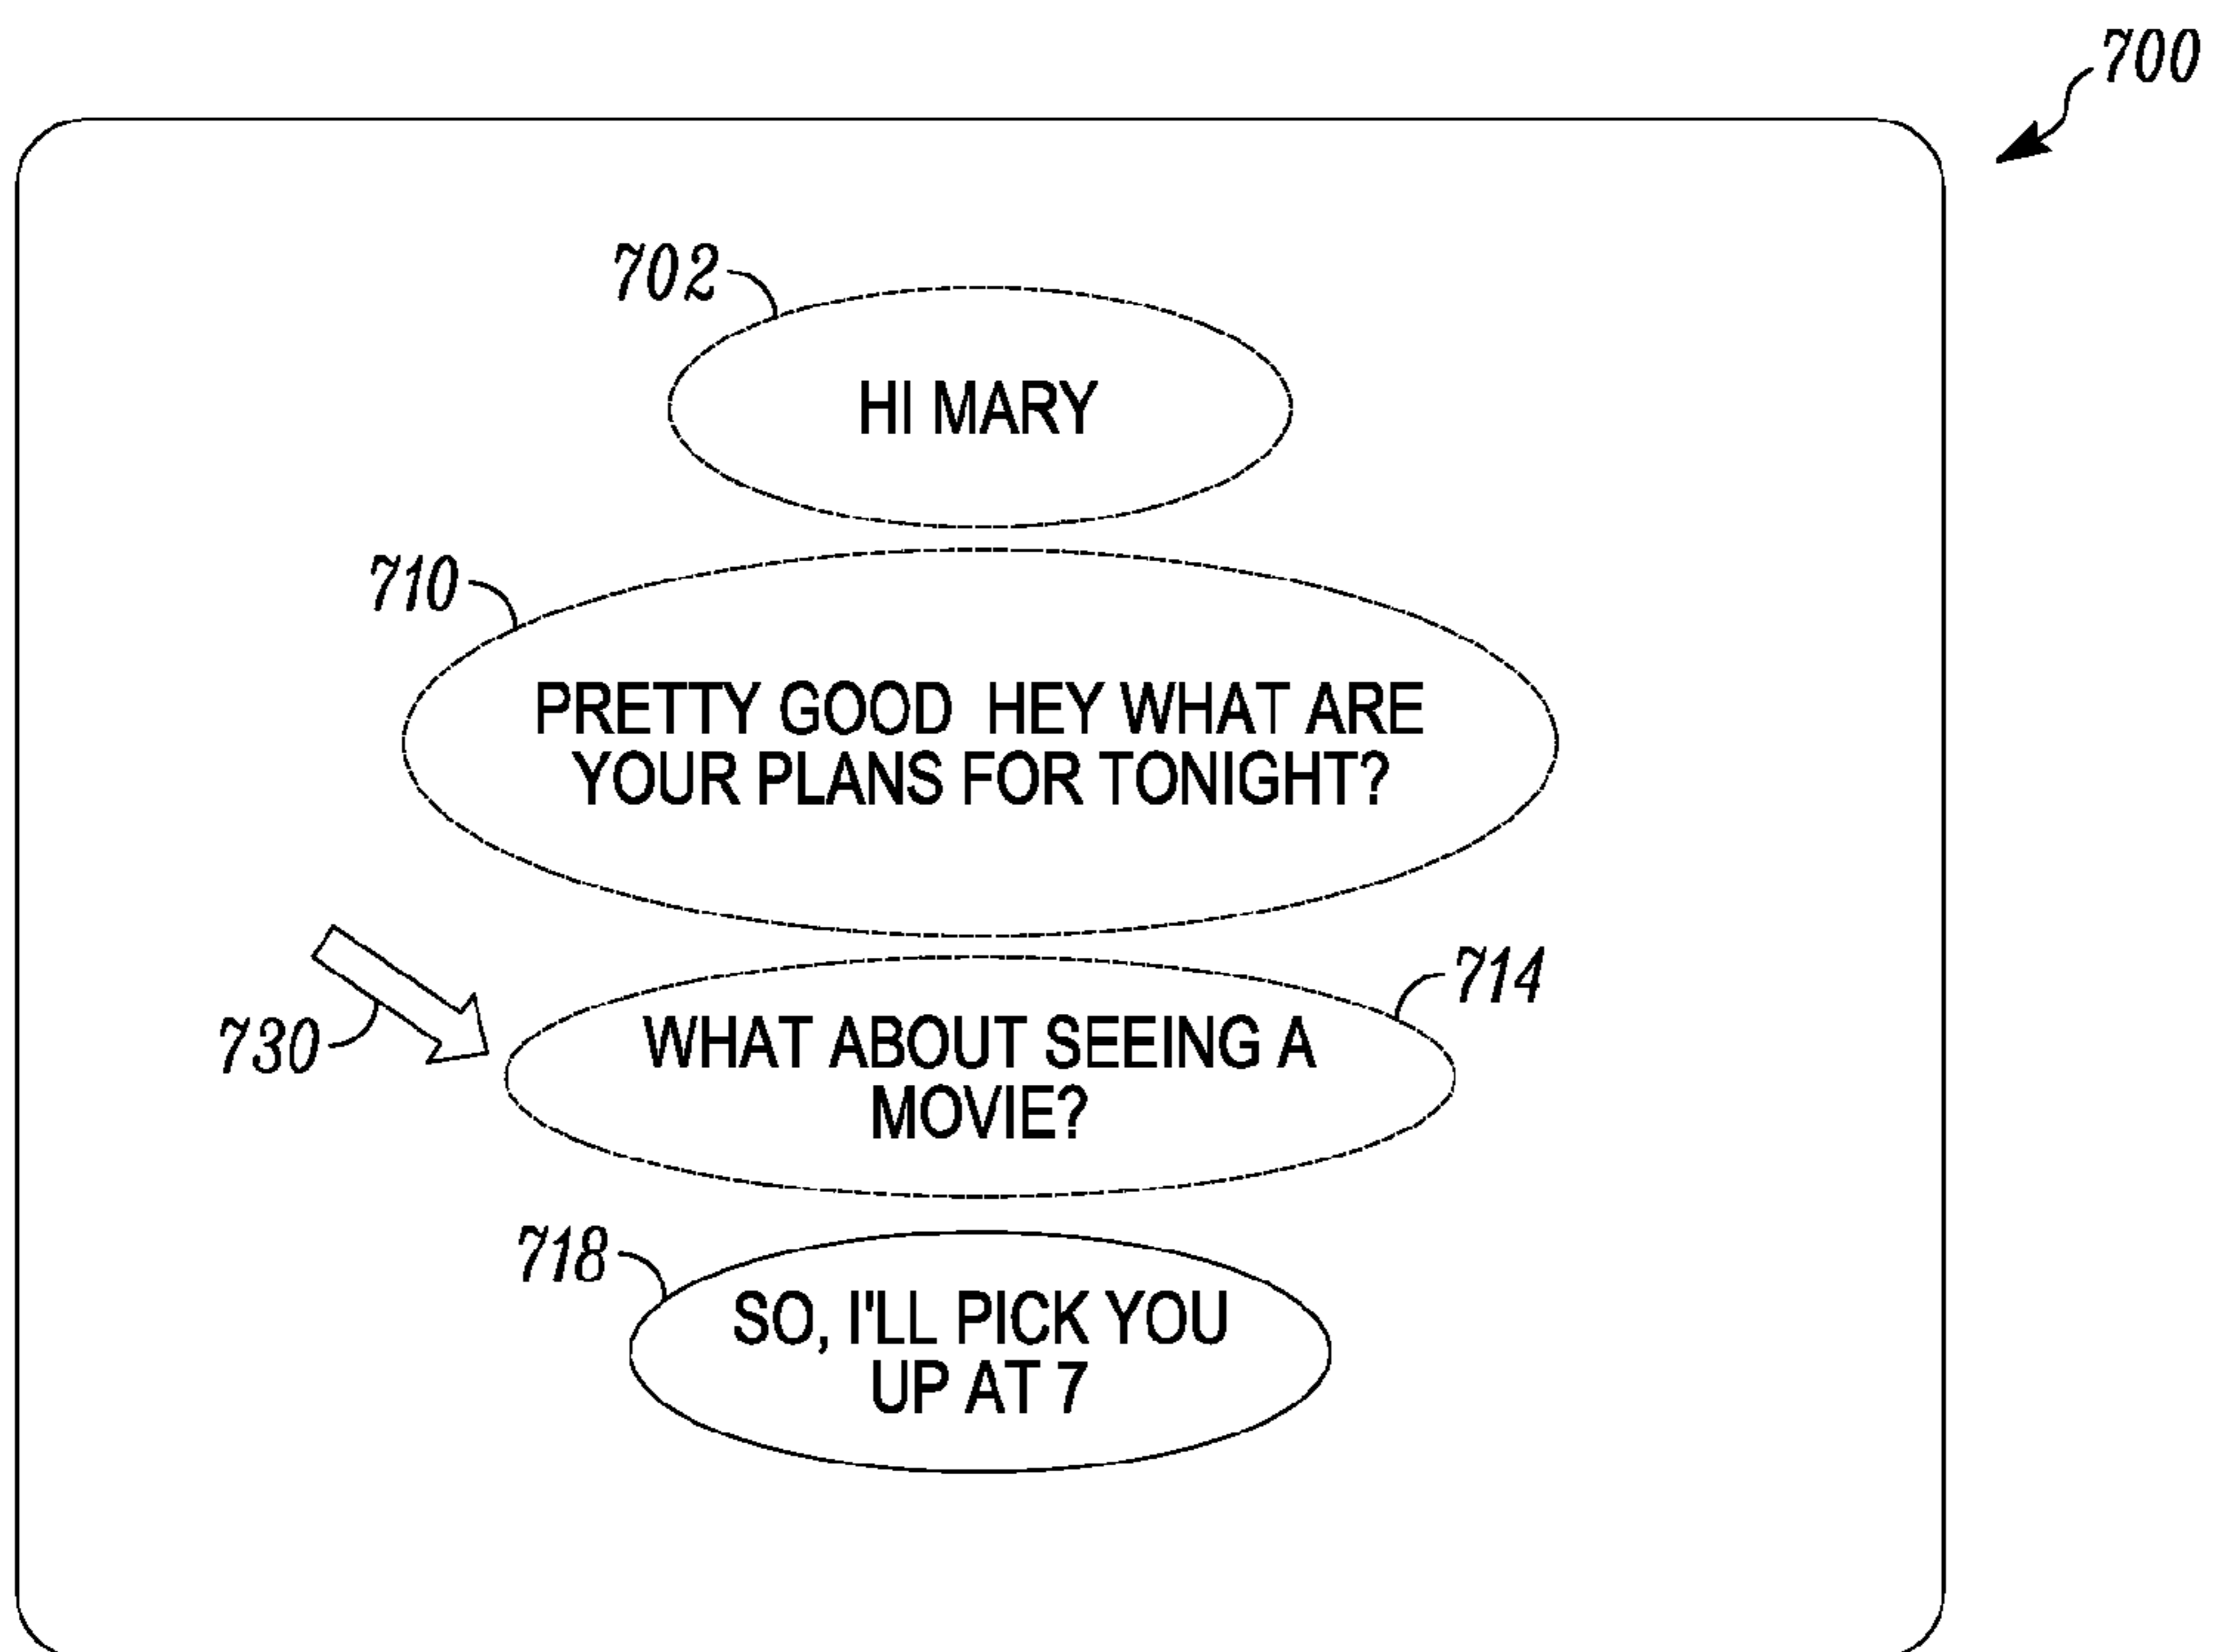 700
702
HI MARY
710
PRETTY GOOD  HEY WHAT ARE
YOUR PLANS FOR TONIGHT?
714
730
WHAT ABOUT SEEING A
MOVIE?
718
SO, I'LL PICK YOU
UP AT 7